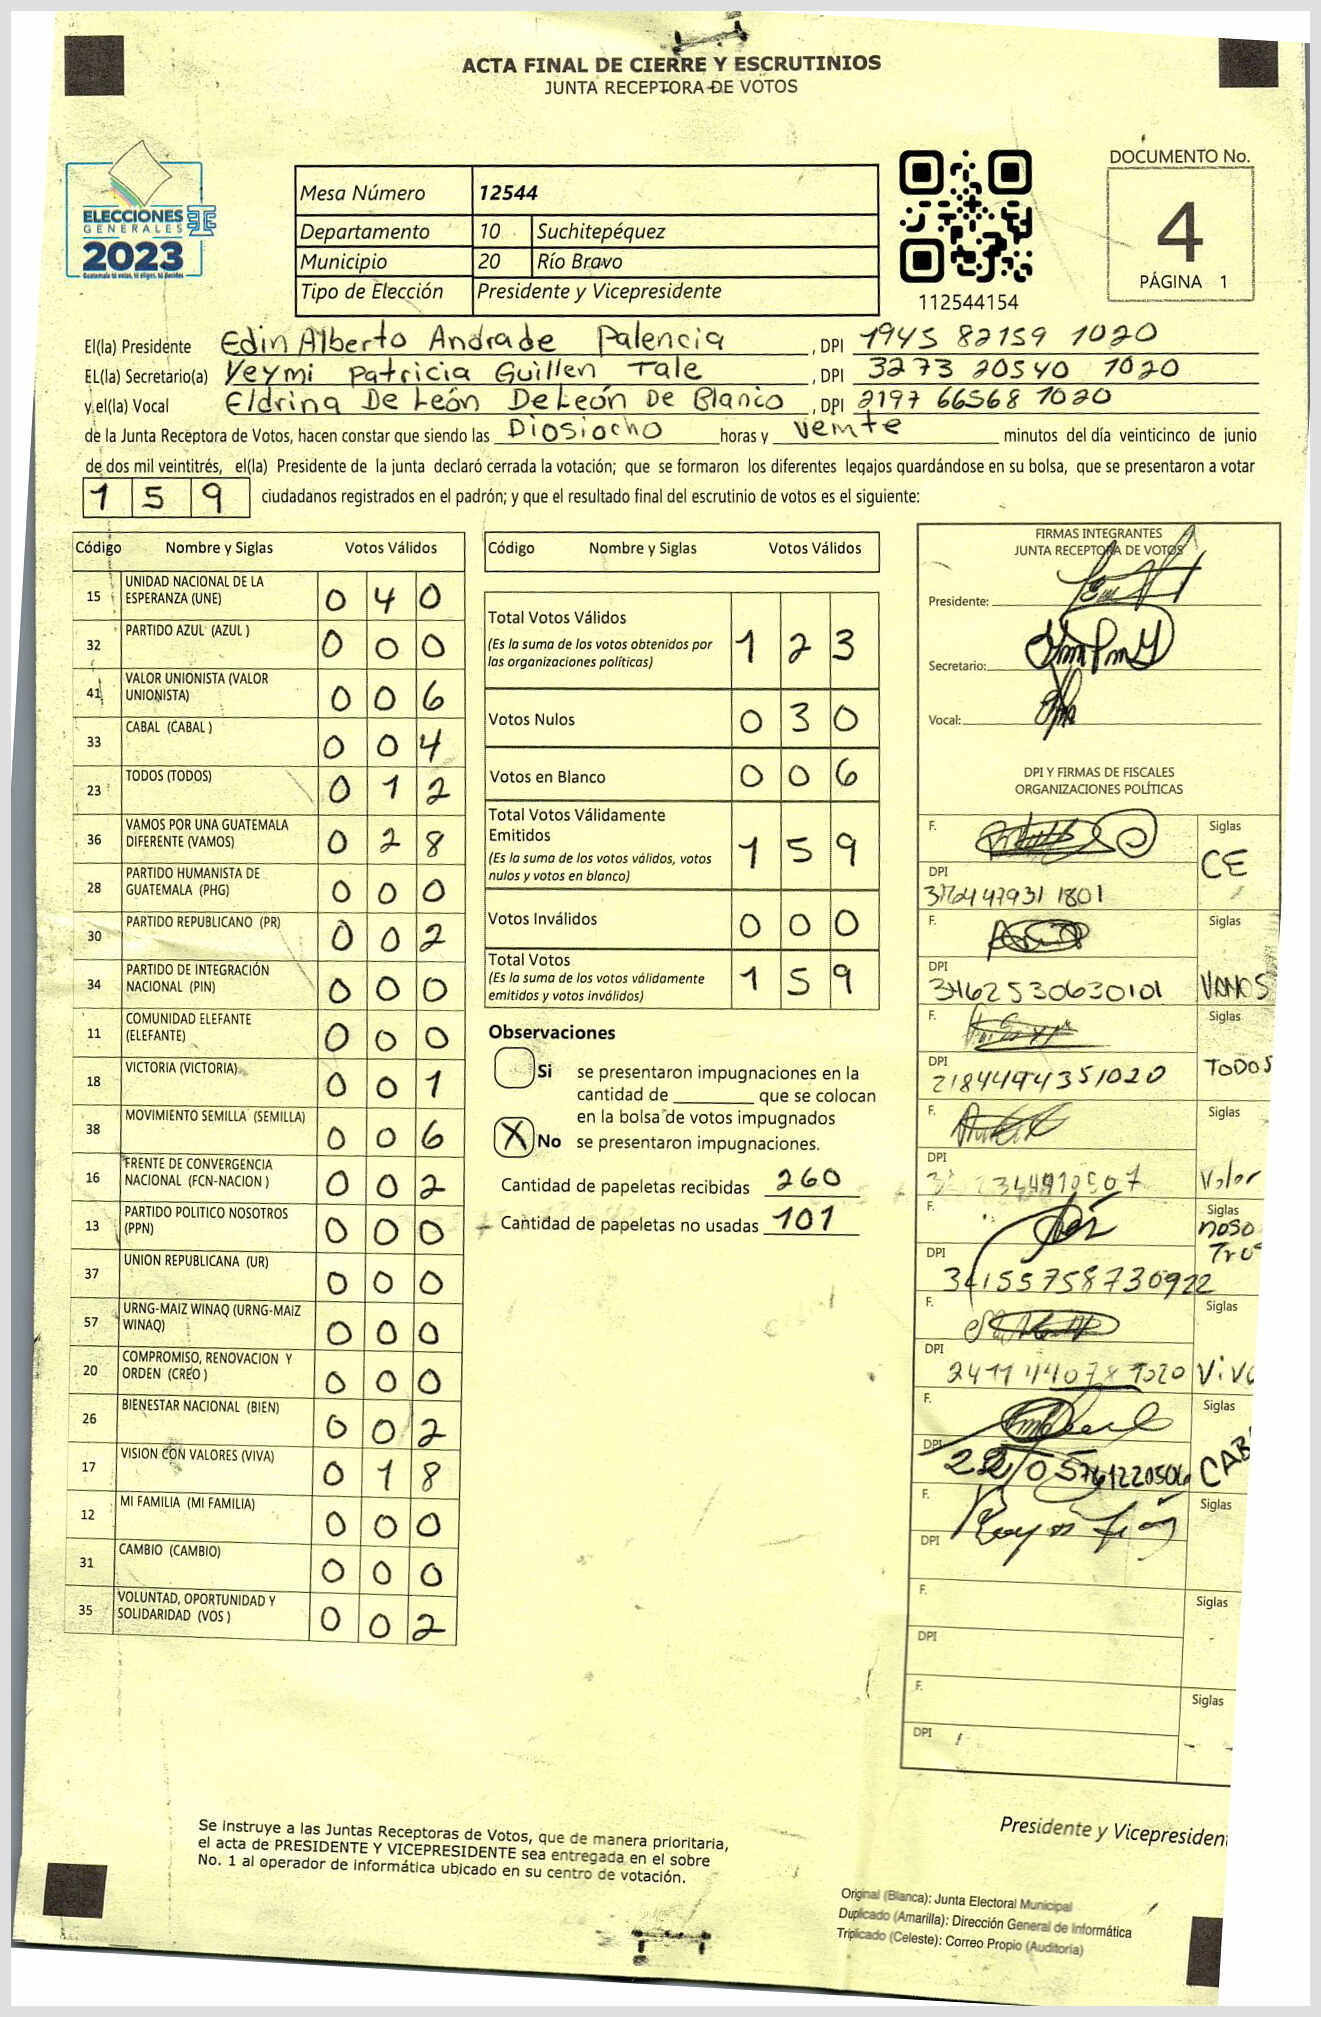 ACTA FINAL DE CIERRE Y ESCRUTINIOS
JUNTA RECEPTORA DE VOTOS
ELECCIONES
GENERALES
2023
Guatemala tú votas, tú eliges, tú decides
Mesa Número 12544
Departamento 10 Suchitepéquez
Municipio 20 Río Bravo
Tipo de Elección Presidente y Vicepresidente
112544154
DOCUMENTO No.
4
PÁGINA 1
El(la) Presidente Edin Alberto Andrade Palencia, DPI 1945 82159 1020
EL(la) Secretario(a) Yeymi Patricia Guillen Tale, DPI 3273 20540 1020
y el(la) Vocal Eldrina De León De León De Blanco, DPI 2197 66568 1020
de la Junta Receptora de Votos, hacen constar que siendo las Diosiocho horas y veinte minutos del día veinticinco de junio
de dos mil veintitrés, el(la) Presidente de la junta declaró cerrada la votación; que se formaron los diferentes legajos guardándose en su bolsa, que se presentaron a votar
159 ciudadanos registrados en el padrón; y que el resultado final del escrutinio de votos es el siguiente:
Código Nombre y Siglas Votos Válidos
15 UNIDAD NACIONAL DE LA ESPERANZA (UNE) 0 4 0
32 PARTIDO AZUL (AZUL ) 0 0 0
41 VALOR UNIONISTA (VALOR UNIONISTA) 0 0 6
33 CABAL (CABAL ) 0 0 4
23 TODOS (TODOS) 0 1 2
36 VAMOS POR UNA GUATEMALA DIFERENTE (VAMOS) 0 2 8
28 PARTIDO HUMANISTA DE GUATEMALA (PHG) 0 0 0
30 PARTIDO REPUBLICANO (PR) 0 0 2
34 PARTIDO DE INTEGRACIÓN NACIONAL (PIN) 0 0 0
11 COMUNIDAD ELEFANTE (ELEFANTE) 0 0 0
18 VICTORIA (VICTORIA) 0 0 1
38 MOVIMIENTO SEMILLA (SEMILLA) 0 0 6
16 FRENTE DE CONVERGENCIA NACIONAL (FCN-NACION ) 0 0 2
13 PARTIDO POLITICO NOSOTROS (PPN) 0 0 0
37 UNION REPUBLICANA (UR) 0 0 0
57 URNG-MAIZ WINAQ (URNG-MAIZ WINAQ) 0 0 0
20 COMPROMISO, RENOVACION Y ORDEN (CREO ) 0 0 0
26 BIENESTAR NACIONAL (BIEN) 0 0 2
17 VISION CON VALORES (VIVA) 0 1 8
12 MI FAMILIA (MI FAMILIA) 0 0 0
31 CAMBIO (CAMBIO) 0 0 0
35 VOLUNTAD, OPORTUNIDAD Y SOLIDARIDAD (VOS ) 0 0 2
Código Nombre y Siglas Votos Válidos
Total Votos Válidos 1 2 3
(Es la suma de los votos obtenidos por
las organizaciones políticas)
Votos Nulos 0 3 0
Votos en Blanco 0 0 6
Total Votos Válidamente
Emitidos 1 5 9
(Es la suma de los votos válidos, votos
nulos y votos en blanco)
Votos Inválidos 0 0 0
Total Votos 1 5 9
(Es la suma de los votos válidamente
emitidos y votos inválidos)
Observaciones
Si se presentaron impugnaciones en la
cantidad de ________ que se colocan
en la bolsa de votos impugnados
X No se presentaron impugnaciones.
Cantidad de papeletas recibidas 260
Cantidad de papeletas no usadas 101
FIRMAS INTEGRANTES
JUNTA RECEPTORA DE VOTOS
Presidente:
Secretario:
Vocal:
DPI Y FIRMAS DE FISCALES
ORGANIZACIONES POLÍTICAS
F. Siglas
CE
DPI
F. Siglas
DPI
3462530630101 VAMOS
F. Siglas
DPI
2184494351020 TODOS
F. Siglas
DPI
Valor
F. Siglas
noso
Tros
DPI
34155758730922
F. Siglas
DPI
VIVA
F. Siglas
DPI
CAB
F. Siglas
DPI
F. Siglas
DPI
F. Siglas
DPI
Se instruye a las Juntas Receptoras de Votos, que de manera prioritaria,
el acta de PRESIDENTE Y VICEPRESIDENTE sea entregada en el sobre
No. 1 al operador de informática ubicado en su centro de votación.
Presidente y Vicepresiden
Original (Blanca): Junta Electoral Municipal
Duplicado (Amarilla): Dirección General de Informática
Triplicado (Celeste): Correo Propio (Auditoría)